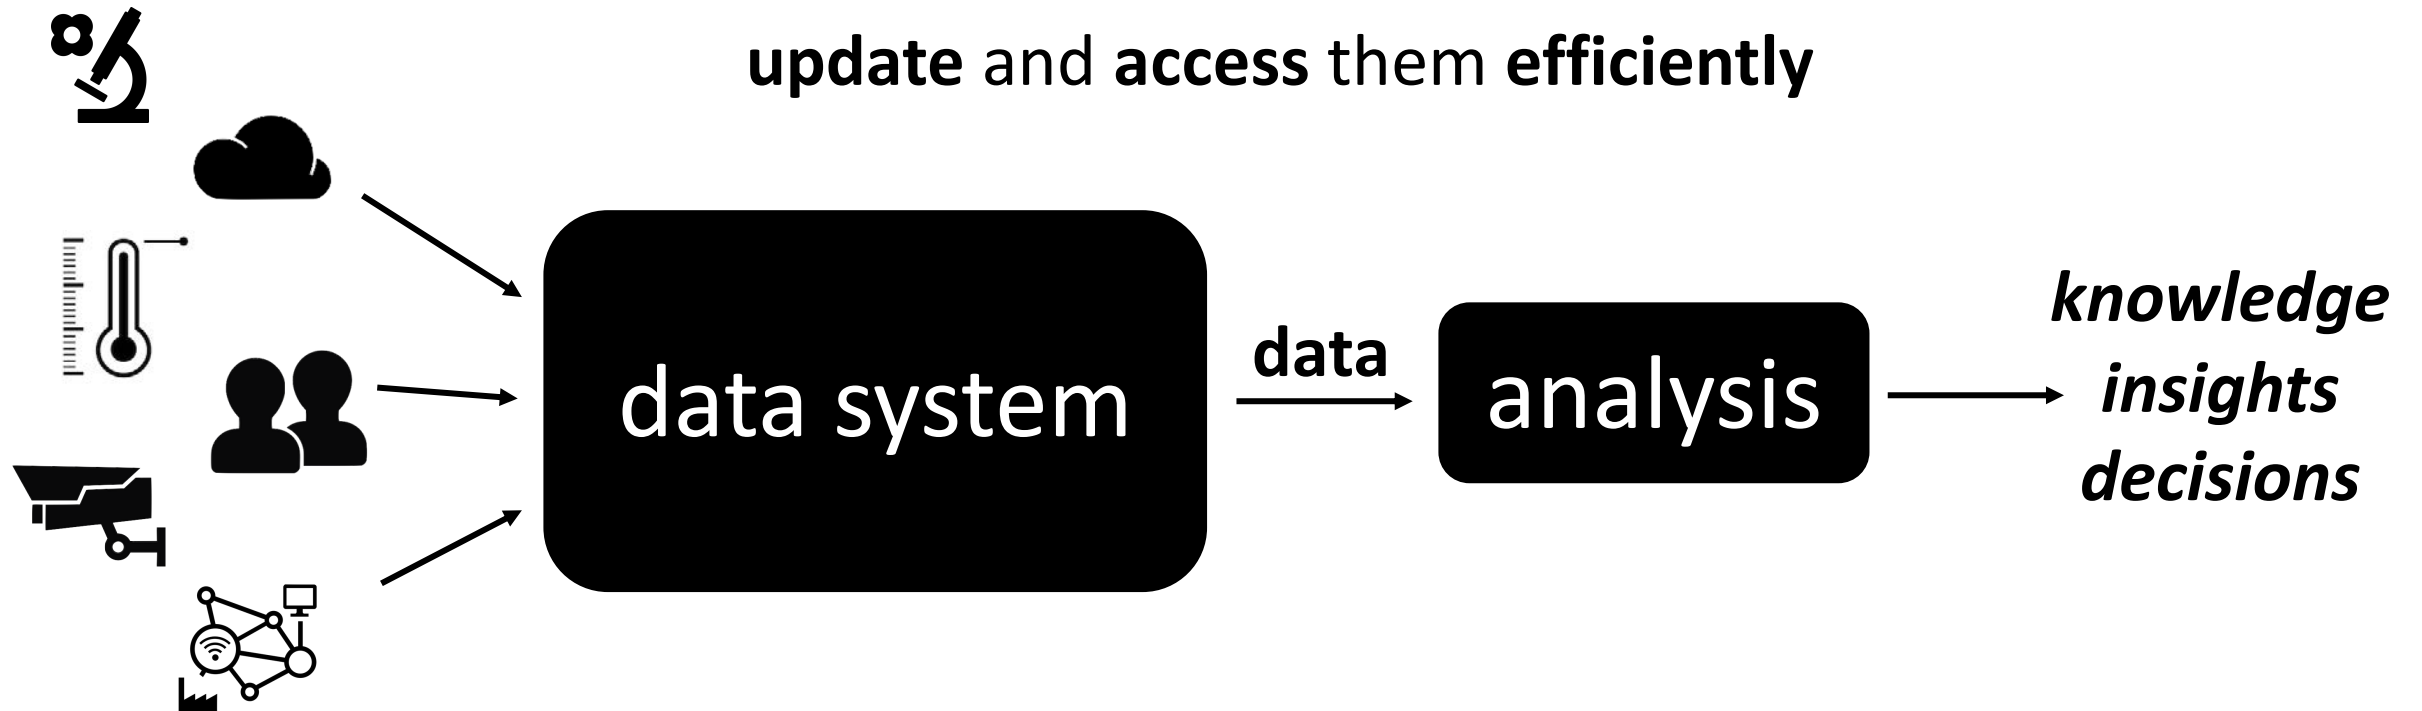 update and access them efficiently
data system
data
analysis
knowledge
insights
decisions